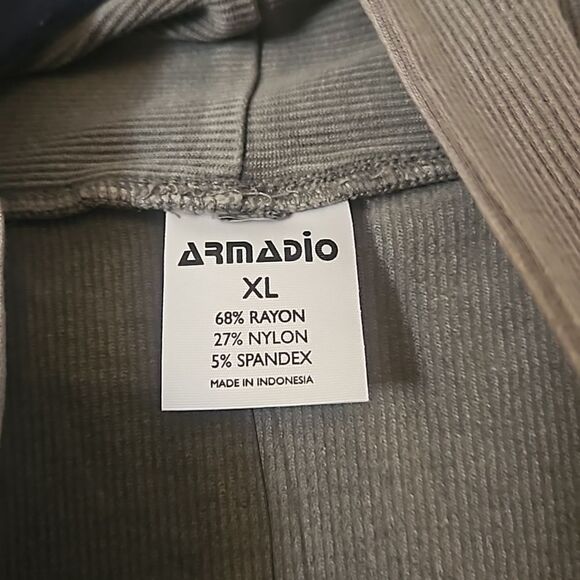 ARMADIO
XL
68% RAYON
27% NYLON
5% SPANDEX
MADE IN INDONESIA